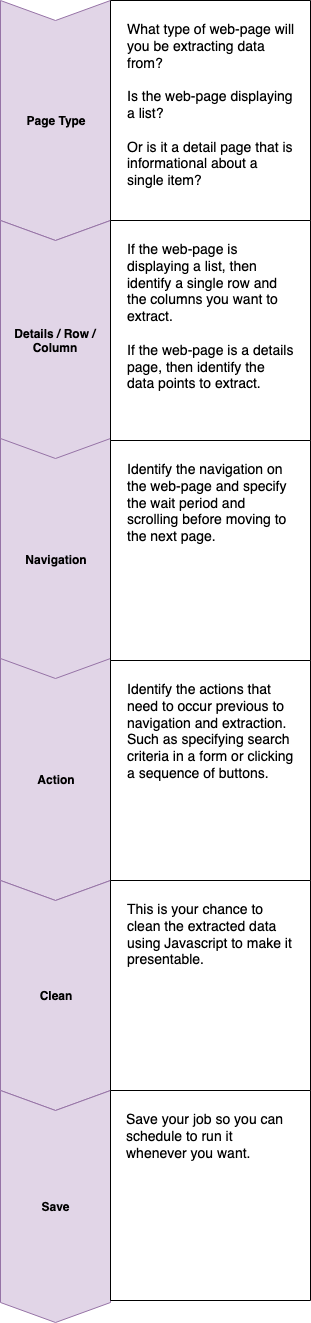 Page Type
What type of web-page will
you be extracting data
from?
Is the web-page displaying
a list?
Or is it a detail page that is
informational about a
single item?
Details / Row /
Column
If the web-page is
displaying a list, then
identify a single row and
the columns you want to
extract.
If the web-page is a details
page, then identify the
data points to extract.
Navigation
Identify the navigation on
the web-page and specify
the wait period and
scrolling before moving to
the next page.
Action
Identify the actions that
need to occur previous to
navigation and extraction.
Such as specifying search
criteria in a form or clicking
a sequence of buttons.
Clean
This is your chance to
clean the extracted data
using Javascript to make it
presentable.
Save
Save your job so you can
schedule to run it
whenever you want.